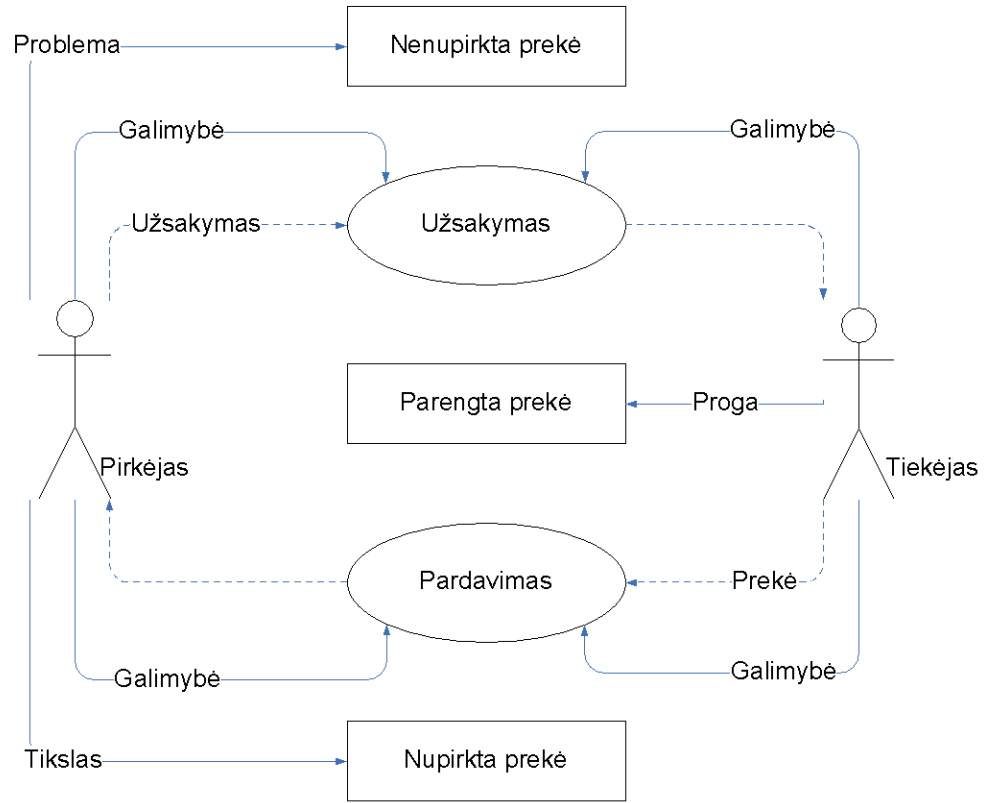 Problema
Nenupirkta prekė
Galimybė
Galimybė
Užsakymas
Užsakymas
Parengta prekė
Proga
Pirkėjas
Tiekėjas
Pardavimas
Prekė
Galimybė
Galimybė
Tikslas
Nupirkta prekė